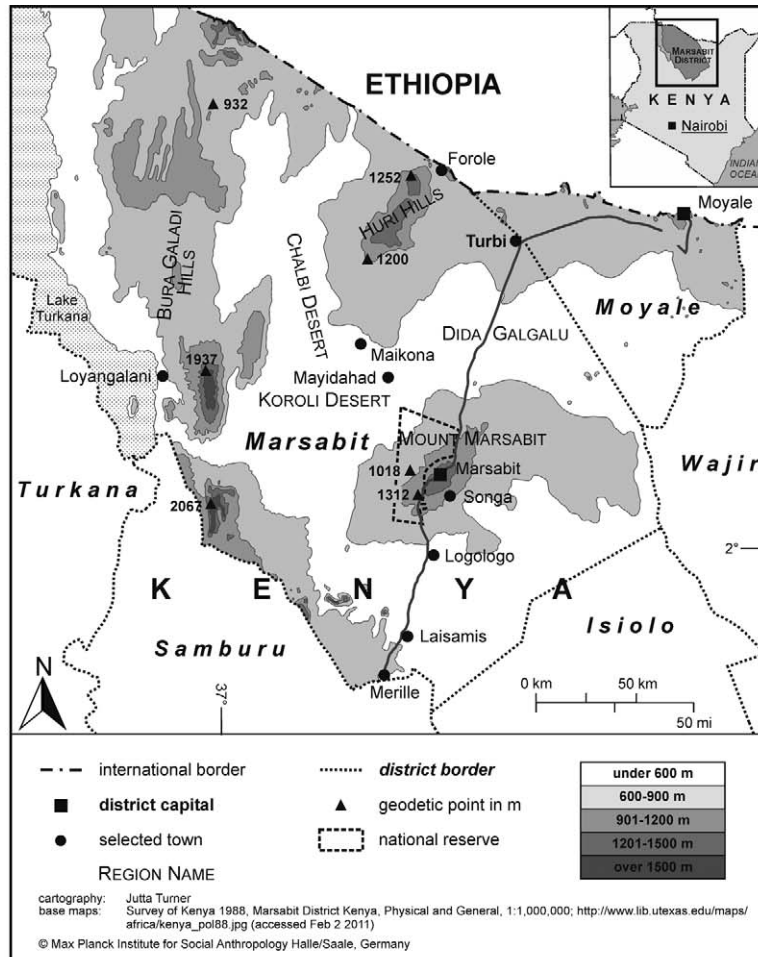 ETHIOPIA
MARSABIT
DISTRICT
K E N Y A
Nairobi
INDIAN
OCEAN
932
Forole
1252
HURI HILLS
Moyale
Turbi
1200
BURA GALADI
HILLS
CHALBI DESERT
Lake
Turkana
Moyale
DIDA GALGALU
Maikona
1937
Loyangalani
Mayidahad
KOROLI DESERT
Marsabit
MOUNT MARSABIT
Wajir
1018
Marsabit
Turkana
1312
Songa
2067
2°
Logologo
K E N Y A
Isiolo
Laisamis
Samburu
N
Merille
0 km 50 km
50 mi
37°
international border
district border
under 600 m
district capital
geodetic point in m
600-900 m
901-1200 m
selected town
national reserve
1201-1500 m
REGION NAME
over 1500 m
cartography: Jutta Turner
base maps: Survey of Kenya 1988, Marsabit District Kenya, Physical and General, 1:1,000,000; http://www.lib.utexas.edu/maps/
africa/kenya_pol88.jpg (accessed Feb 2 2011)
© Max Planck Institute for Social Anthropology Halle/Saale, Germany